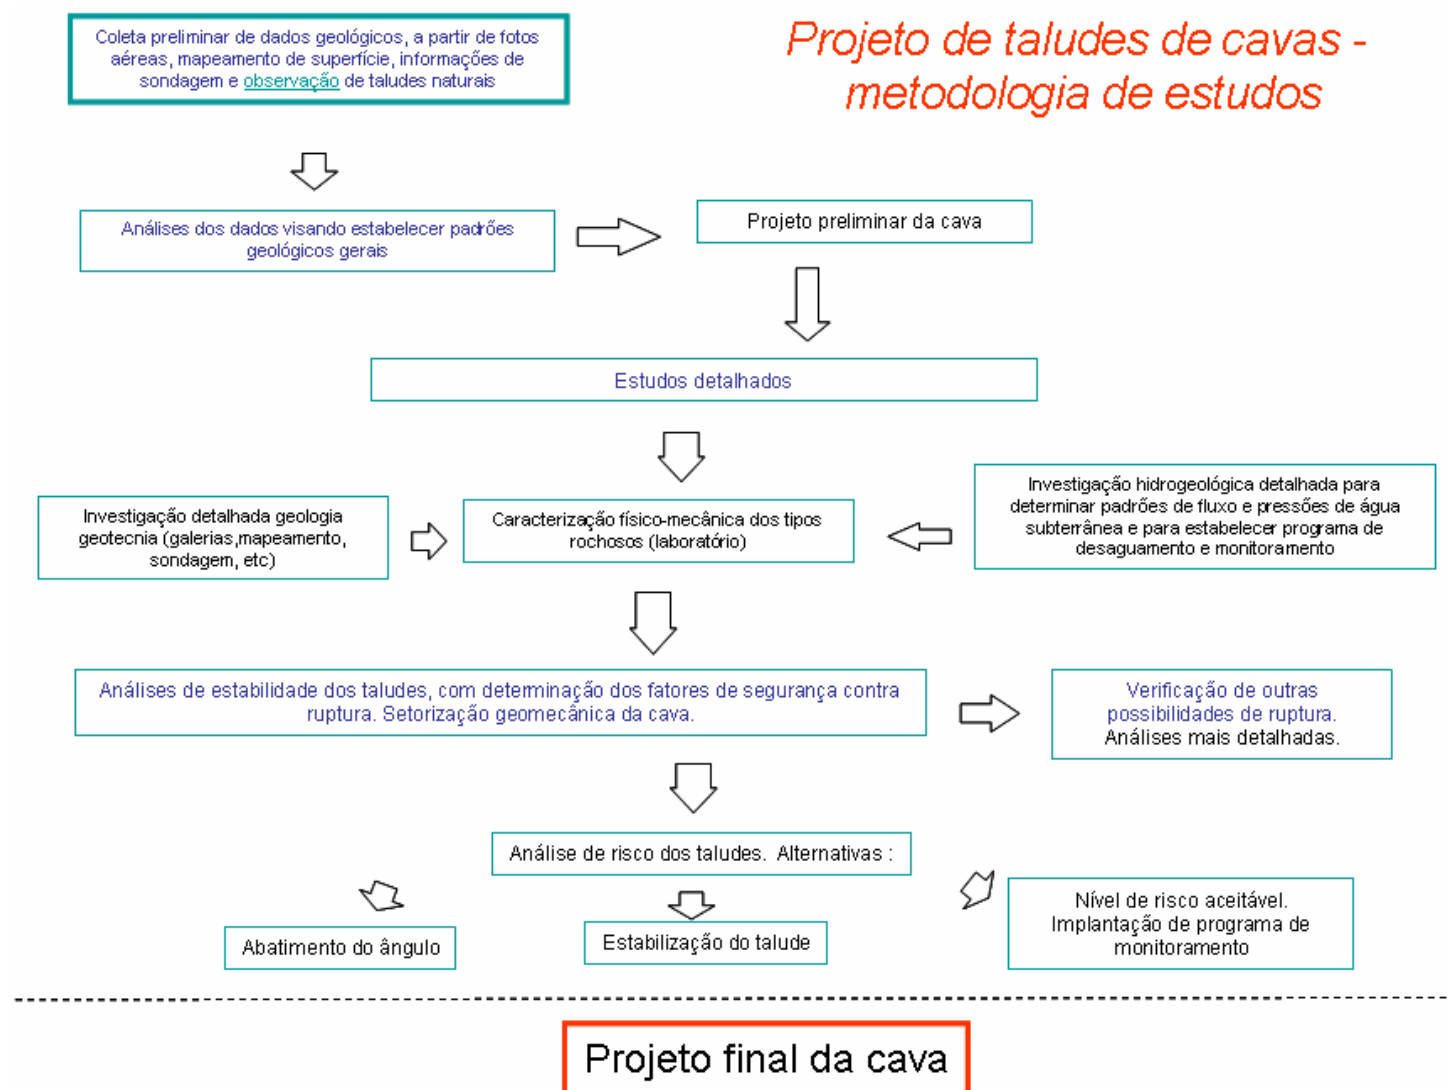 Projeto de taludes de cavas -
metodologia de estudos
Coleta preliminar de dados geológicos, a partir de fotos
aéreas, mapeamento de superfície, informações de
sondagem e observação de taludes naturais
Análises dos dados visando estabelecer padrões
geológicos gerais
Projeto preliminar da cava
Estudos detalhados
Investigação detalhada geologia
geotecnia (galerias,mapeamento,
sondagem, etc)
Caracterização físico-mecânica dos tipos
rochosos (laboratório)
Investigação hidrogeológica detalhada para
determinar padrões de fluxo e pressões de água
subterrânea e para estabelecer programa de
desaguamento e monitoramento
Análises de estabilidade dos taludes, com determinação dos fatores de segurança contra
ruptura. Setorização geomecânica da cava.
Verificação de outras
possibilidades de ruptura.
Análises mais detalhadas.
Análise de risco dos taludes.  Alternativas :
Abatimento do ângulo
Estabilização do talude
Nível de risco aceitável.
Implantação de programa de
monitoramento
Projeto final da cava